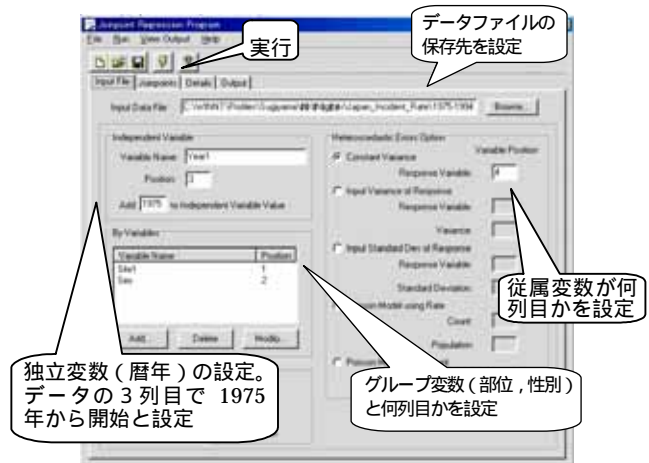 Joinpoint Regression Program
File Run View Output Help
実行
データファイルの
保存先を設定
Input File Joinpoints Details Output
Input Data File
Browse...
Independent Variable
Variable Name Year1
Position 3
Add 1975 to Independent Variable Value
Heteroscedastic Errors Option
Variable Position
Constant Variance
Response Variable 4
Input Variance of Response
Response Variable
Variance
Input Standard Dev of Response
Response Variable
Standard Deviation
Model using Rate
Count
Population
By Variables
Variable Name Position
Site1 1
Sex 2
Add... Delete Modify...
従属変数が何
列目かを設定
独立変数(暦年)の設定。
データの3列目で 1975
年から開始と設定
グループ変数(部位,性別)
と何列目かを設定